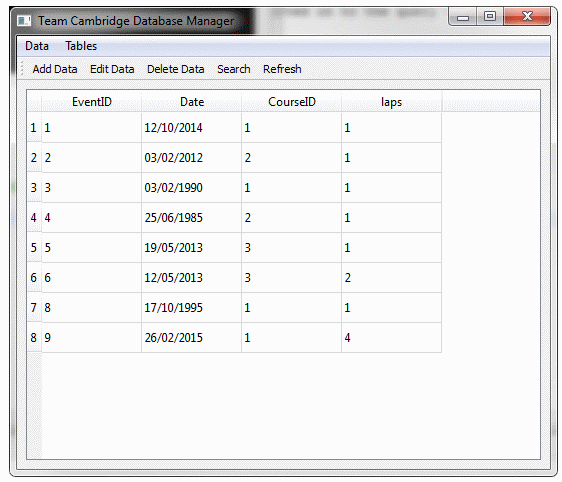 Team Cambridge Database Manager
Data Tables
Add Data Edit Data Delete Data Search Refresh
EventID Date CourseID laps
1 1 12/10/2014 1 1
2 2 03/02/2012 2 1
3 3 03/02/1990 1 1
4 4 25/06/1985 2 1
5 5 19/05/2013 3 1
6 6 12/05/2013 3 2
7 8 17/10/1995 1 1
8 9 26/02/2015 1 4